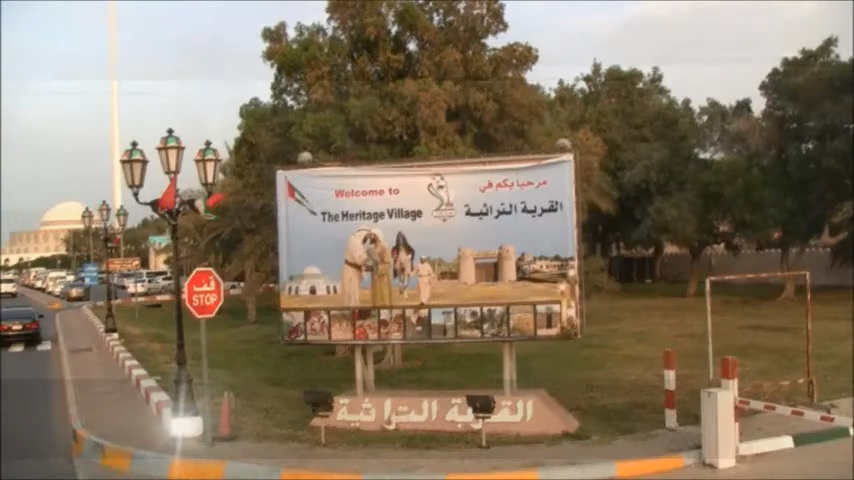 Welcome to
مرحبا بكم في
The Heritage Village
القرية التراثية
قف
STOP
القرية التراثية